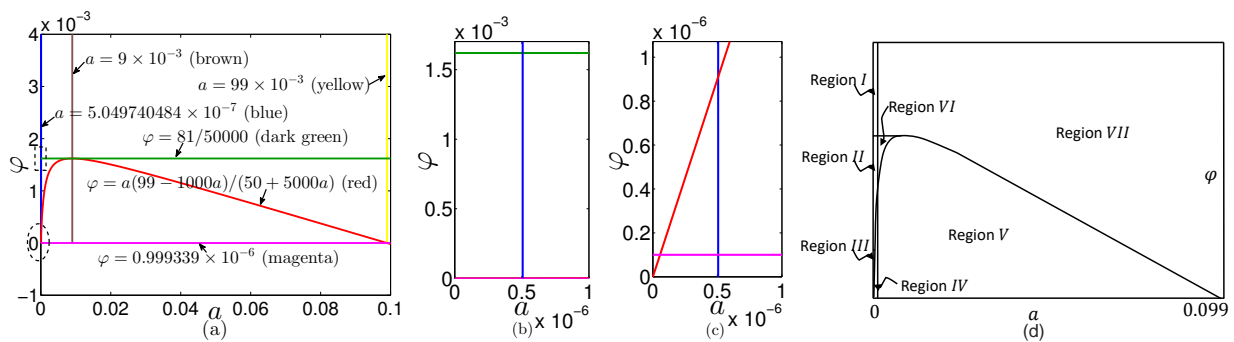 × 10⁻³
4
3
2
1
0
−1
φ
0
0.02
0.04
0.06
0.08
0.1
a
(a)
a = 9 × 10⁻³ (brown)
a = 99 × 10⁻³ (yellow)
a = 5.049740484 × 10⁻⁷ (blue)
φ = 81/50000 (dark green)
φ = a(99 − 1000a)/(50 + 5000a) (red)
φ = 0.999339 × 10⁻⁶ (magenta)
x 10⁻³
1.5
1
0.5
0
φ
0
0.5
1
a
x 10⁻⁶
(b)
x 10⁻⁶
1
0.8
0.6
0.4
0.2
0
φ
0
0.5
1
a
x 10⁻⁶
(c)
Region I
Region VI
Region VII
Region II
φ
Region III
Region V
Region IV
0
a
0.099
(d)